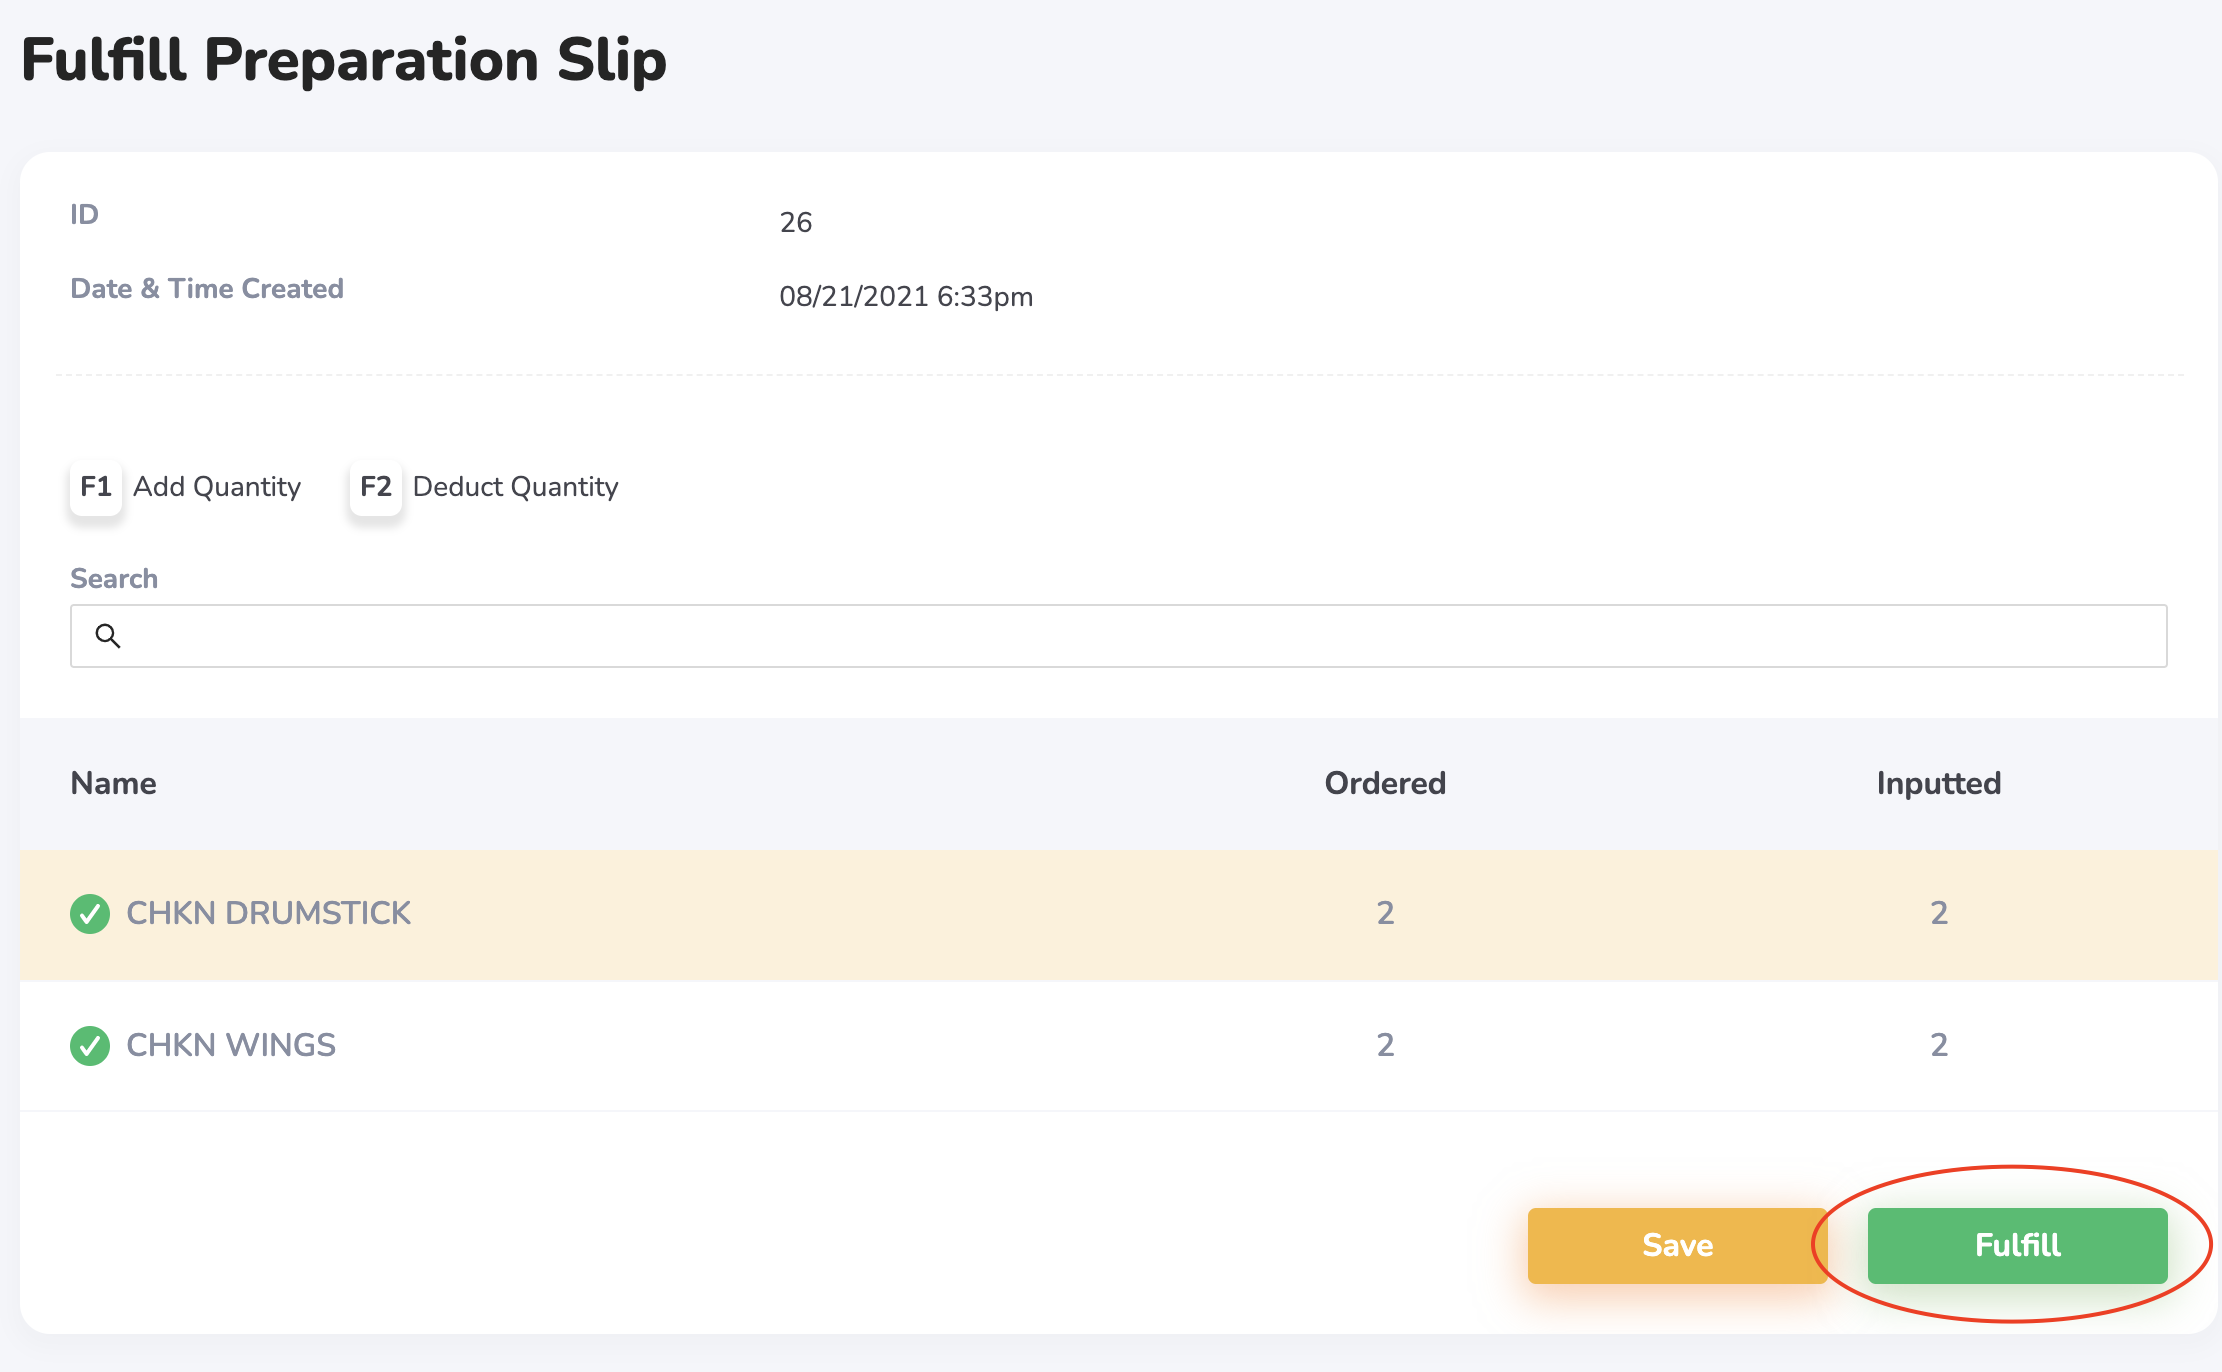 Fulfill Preparation Slip
ID 26
Date & Time Created 08/21/2021 6:33pm
F1 Add Quantity F2 Deduct Quantity
Search
Name Ordered Inputted
CHKN DRUMSTICK 2 2
CHKN WINGS 2 2
Save Fulfill